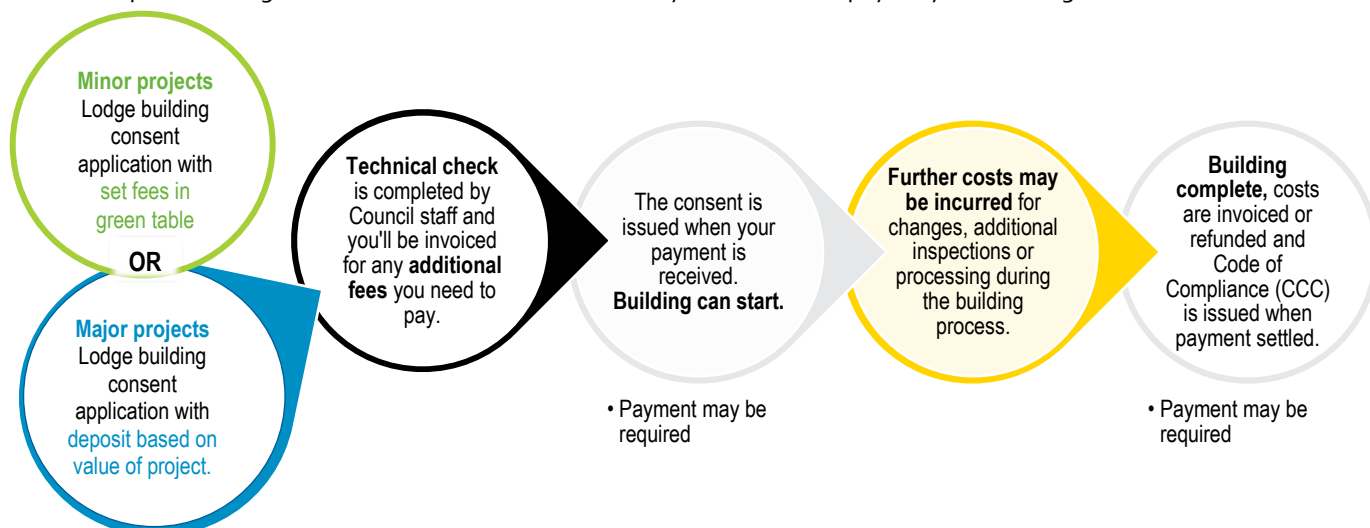 Minor projects
Lodge building
consent
application with
set fees in
green table
OR
Major projects
Lodge building
consent
application with
deposit based on
value of project.
Technical check
is completed by
Council staff and
you'll be invoiced
for any additional
fees you need to
pay.
The consent is
issued when your
payment is
received.
Building can start.
• Payment may be
required
Further costs may
be incurred for
changes, additional
inspections or
processing during
the building
process.
Building
complete, costs
are invoiced or
refunded and
Code of
Compliance (CCC)
is issued when
payment settled.
• Payment may be
required